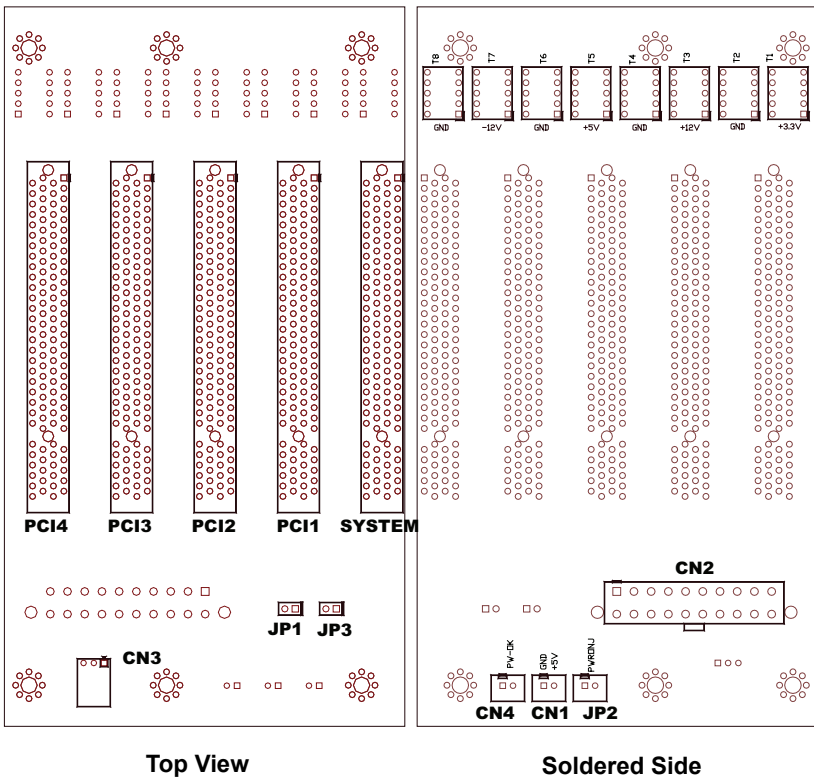 T8 T7 T6 T5 T4 T3 T2 T1
GND -12V GND +5V GND +12V GND +3.3V
PCI4 PCI3 PCI2 PCI1 SYSTEM
CN2
JP1 JP3
CN3
PW-OK
GND
+5V
PWRONJ
CN4 CN1 JP2
Top View
Soldered Side